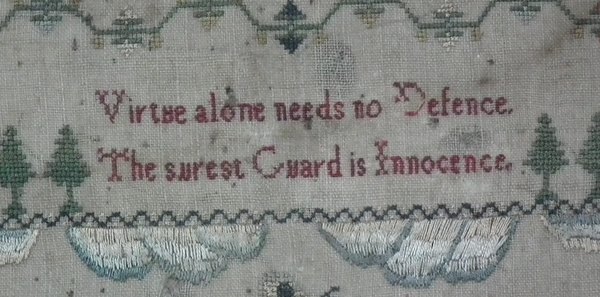 Virtue alone needs no Defence.
The surest Guard is Innocence.